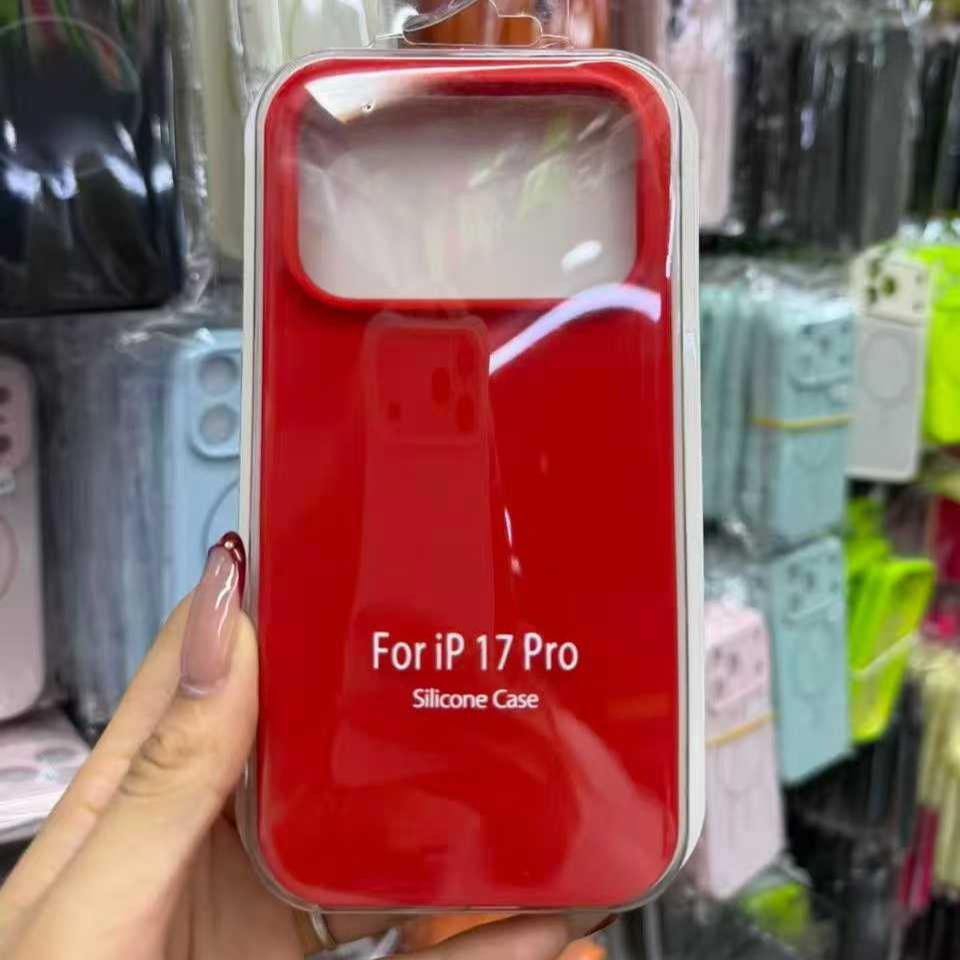 For iP 17 Pro
Silicone Case